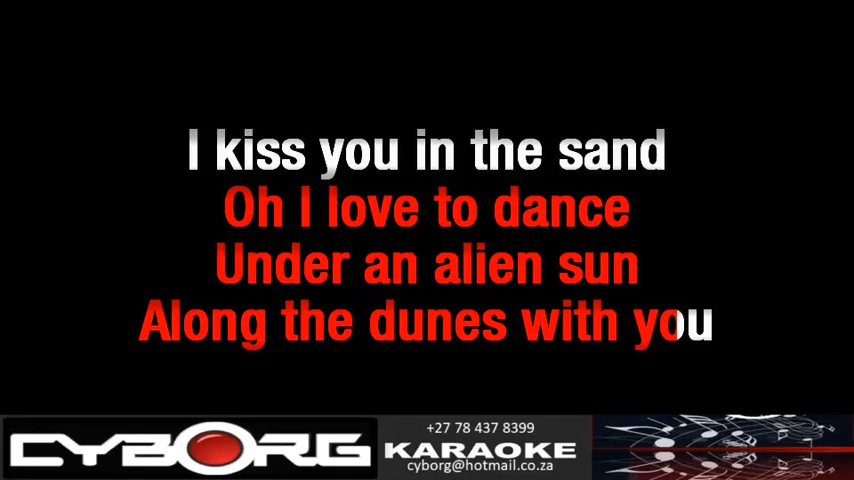 I kiss you in the sand
Oh I love to dance
Under an alien sun
Along the dunes with you
CYBORG
+27 78 437 8399
KARAOKE
cyborg@hotmail.co.za